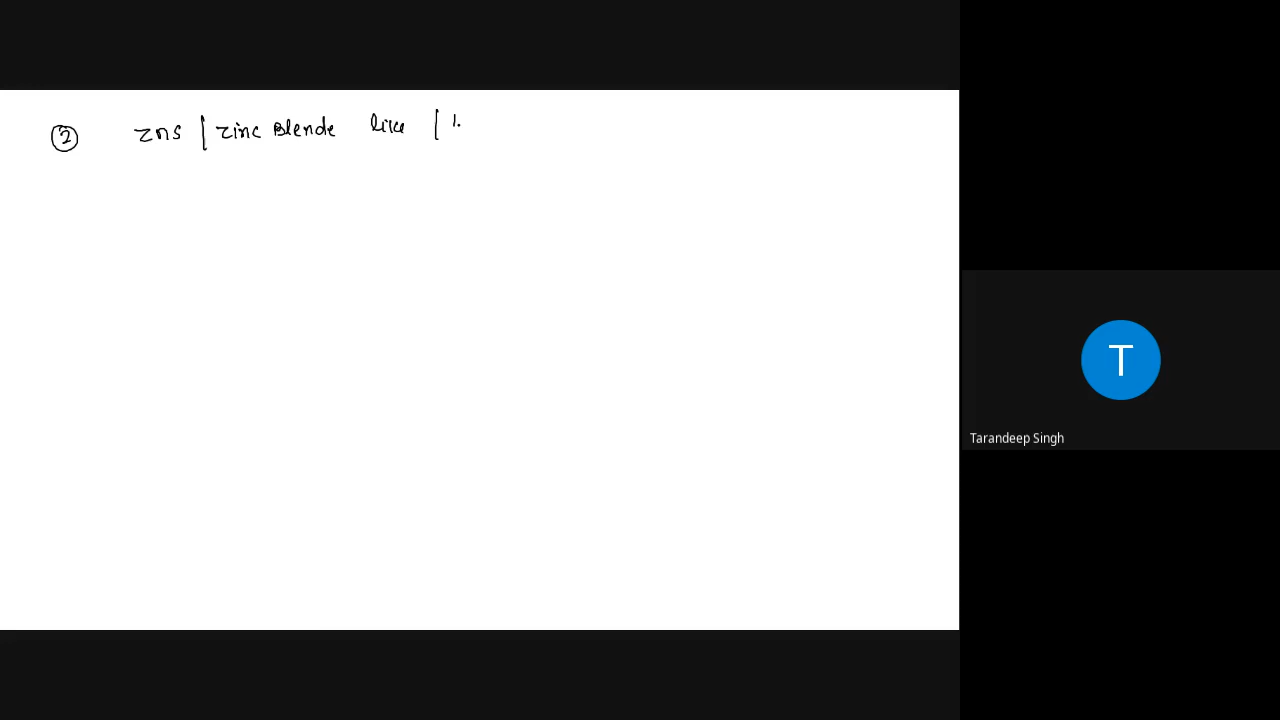 ② ZnS | Zinc Blende like | 1.
T
Tarandeep Singh